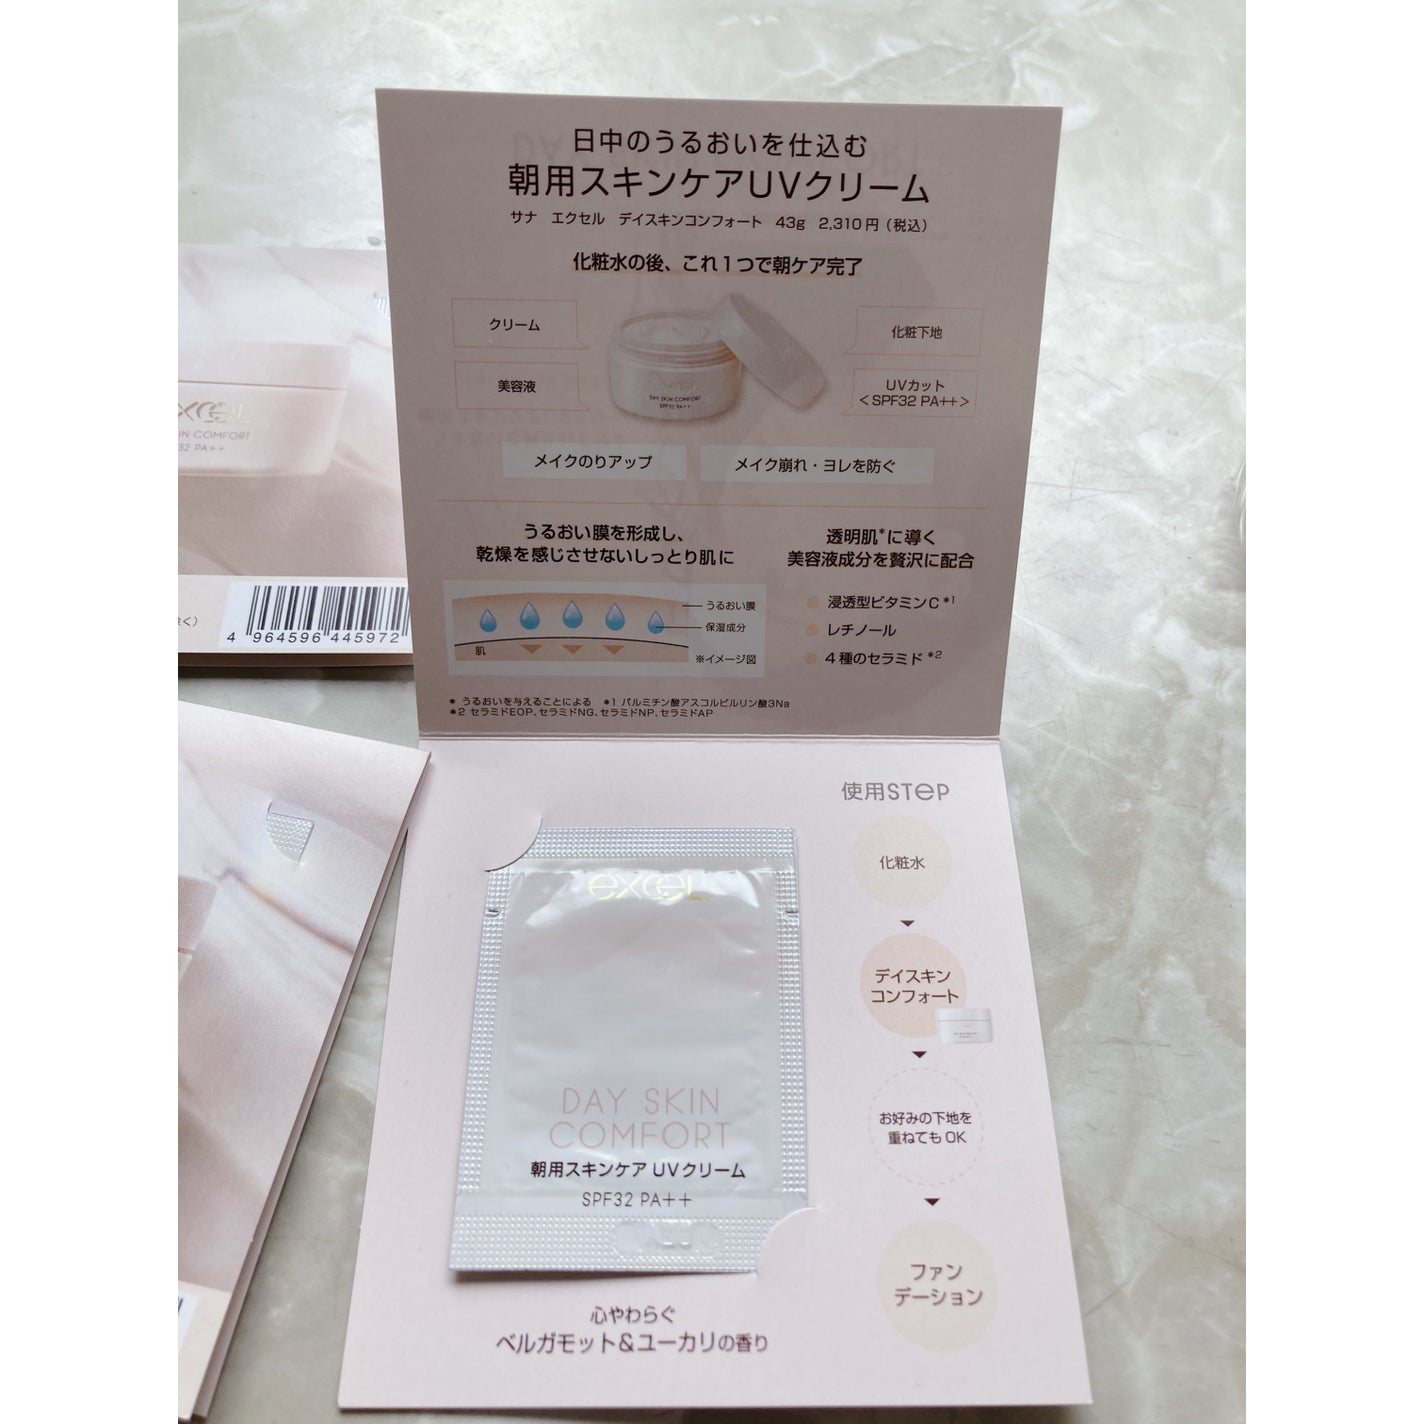 日中のうるおいを仕込む
朝用スキンケアUVクリーム
サナ　エクセル　デイスキンコンフォート　43g　2,310円（税込）
化粧水の後、これ1つで朝ケア完了
クリーム
美容液
化粧下地
UVカット
＜SPF32 PA++＞
excel
DAY SKIN COMFORT
SPF32 PA++
メイクのりアップ
メイク崩れ・ヨレを防ぐ
うるおい膜を形成し、
乾燥を感じさせないしっとり肌に
うるおい膜
保湿成分
肌
※イメージ図
透明肌*に導く
美容液成分を贅沢に配合
浸透型ビタミンC*1
レチノール
4種のセラミド*2
* うるおいを与えることによる　*1 パルミチン酸アスコルビルリン酸3Na
*2 セラミドEOP、セラミドNG、セラミドNP、セラミドAP
使用STeP
化粧水
デイスキン
コンフォート
お好みの下地を
重ねてもOK
ファン
デーション
excel
DAY SKIN
COMFORT
朝用スキンケア UVクリーム
SPF32 PA++
心やわらぐ
ベルガモット&ユーカリの香り
xcel
IN COMFORT
32 PA++
く）
4 964596 445972